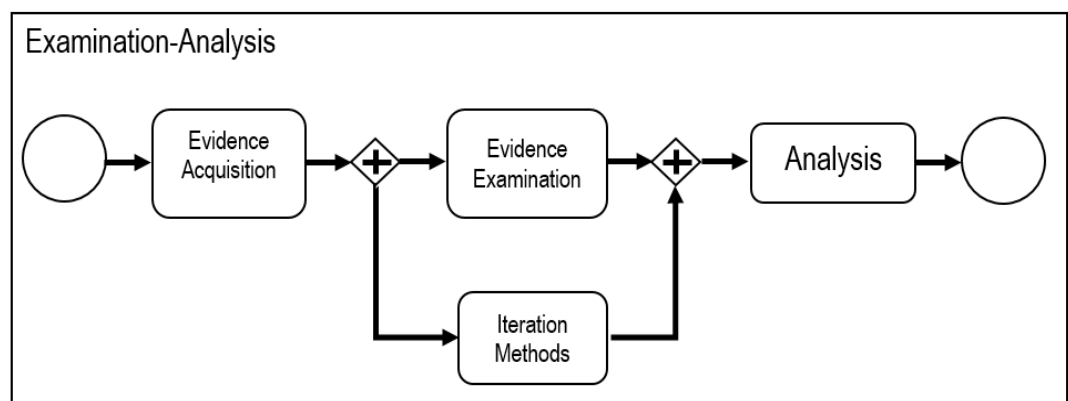 Examination-Analysis
Evidence
Acquisition
Evidence
Examination
Analysis
Iteration
Methods